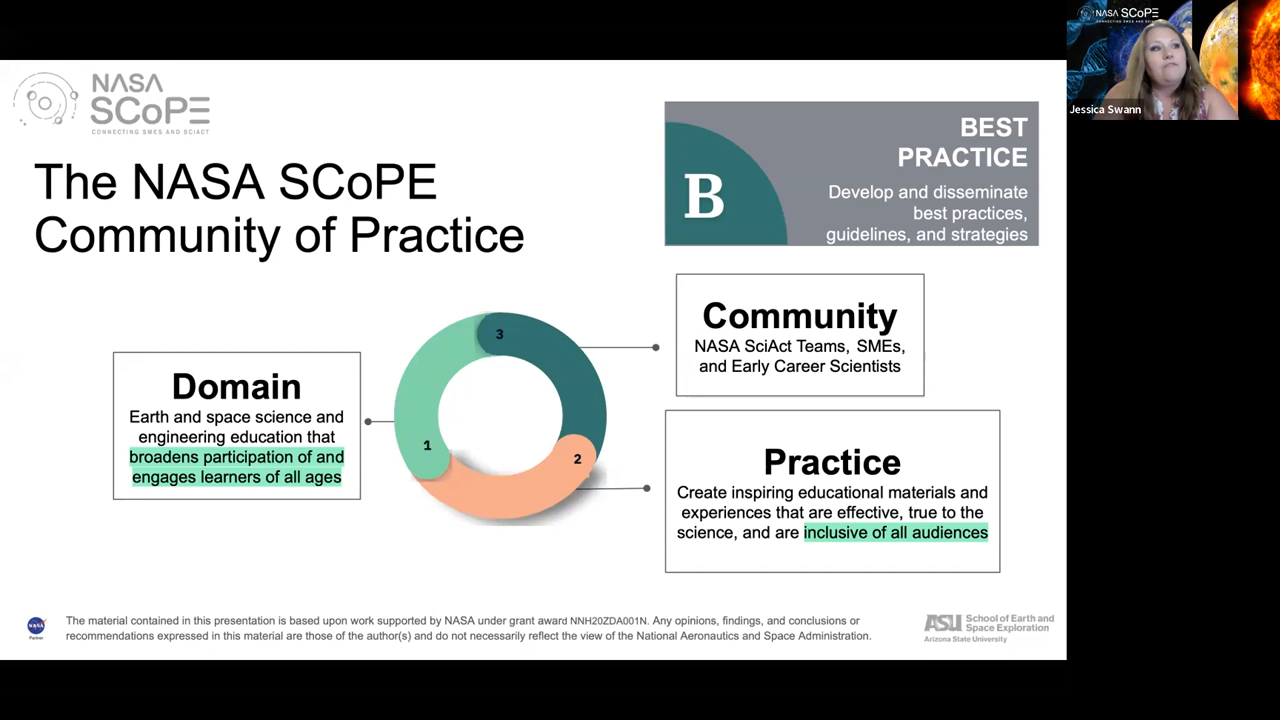 NASA
SCoPE
CONNECTING SMES AND SCIACT
The NASA SCoPE
Community of Practice
B
BEST
PRACTICE
Develop and disseminate
best practices,
guidelines, and strategies
Domain
Earth and space science and
engineering education that
broadens participation of and
engages learners of all ages
1
2
3
Community
NASA SciAct Teams, SMEs,
and Early Career Scientists
Practice
Create inspiring educational materials and
experiences that are effective, true to the
science, and are inclusive of all audiences
NASA
Partner
The material contained in this presentation is based upon work supported by NASA under grant award NNH20ZDA001N. Any opinions, findings, and conclusions or
recommendations expressed in this material are those of the author(s) and do not necessarily reflect the view of the National Aeronautics and Space Administration.
ASU School of Earth and
Space Exploration
Arizona State University
NASA SCoPE
CONNECTING SMES AND
Jessica Swann